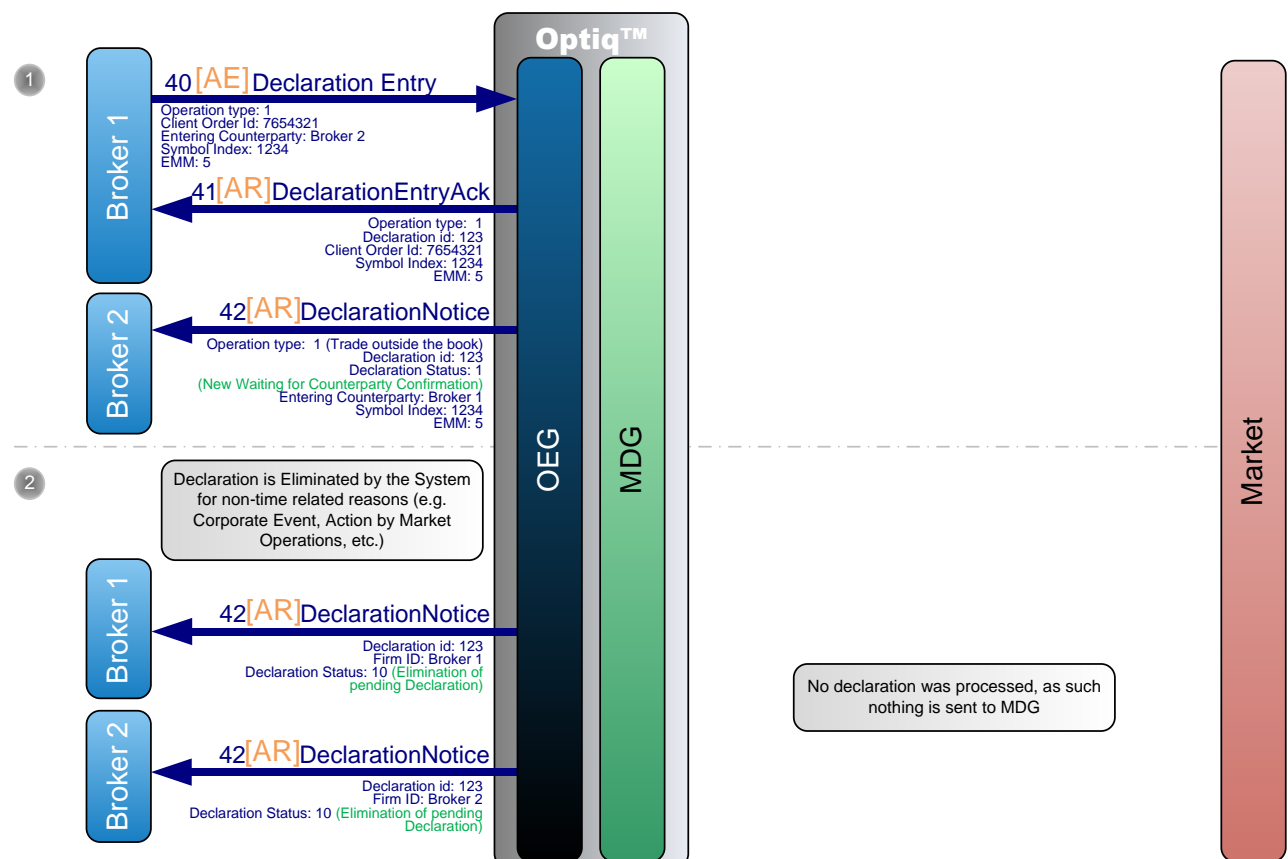 Optiq™
1
Broker 1
40 [AE] Declaration Entry
Operation type: 1
Client Order Id: 7654321
Entering Counterparty: Broker 2
Symbol Index: 1234
EMM: 5
41[AR]DeclarationEntryAck
Operation type: 1
Declaration id: 123
Client Order Id: 7654321
Symbol Index: 1234
EMM: 5
Broker 2
42[AR]DeclarationNotice
Operation type: 1 (Trade outside the book)
Declaration id: 123
Declaration Status: 1
(New Waiting for Counterparty Confirmation)
Entering Counterparty: Broker 1
Symbol Index: 1234
EMM: 5
OEG
MDG
Market
2
Declaration is Eliminated by the System
for non-time related reasons (e.g.
Corporate Event, Action by Market
Operations, etc.)
Broker 1
42[AR]DeclarationNotice
Declaration id: 123
Firm ID: Broker 1
Declaration Status: 10 (Elimination of
pending Declaration)
No declaration was processed, as such
nothing is sent to MDG
Broker 2
42[AR]DeclarationNotice
Declaration id: 123
Firm ID: Broker 2
Declaration Status: 10 (Elimination of pending
Declaration)